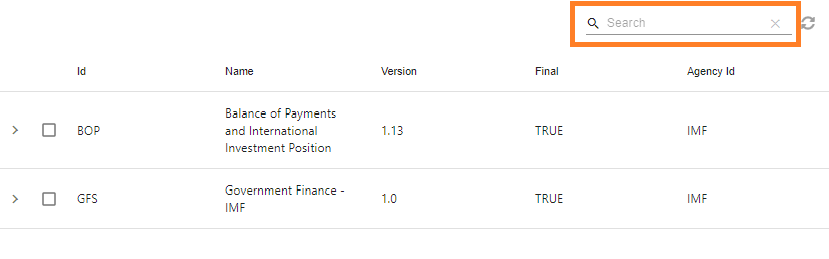 Search
Id Name Version Final Agency Id
BOP Balance of Payments and International Investment Position 1.13 TRUE IMF
GFS Government Finance - IMF 1.0 TRUE IMF